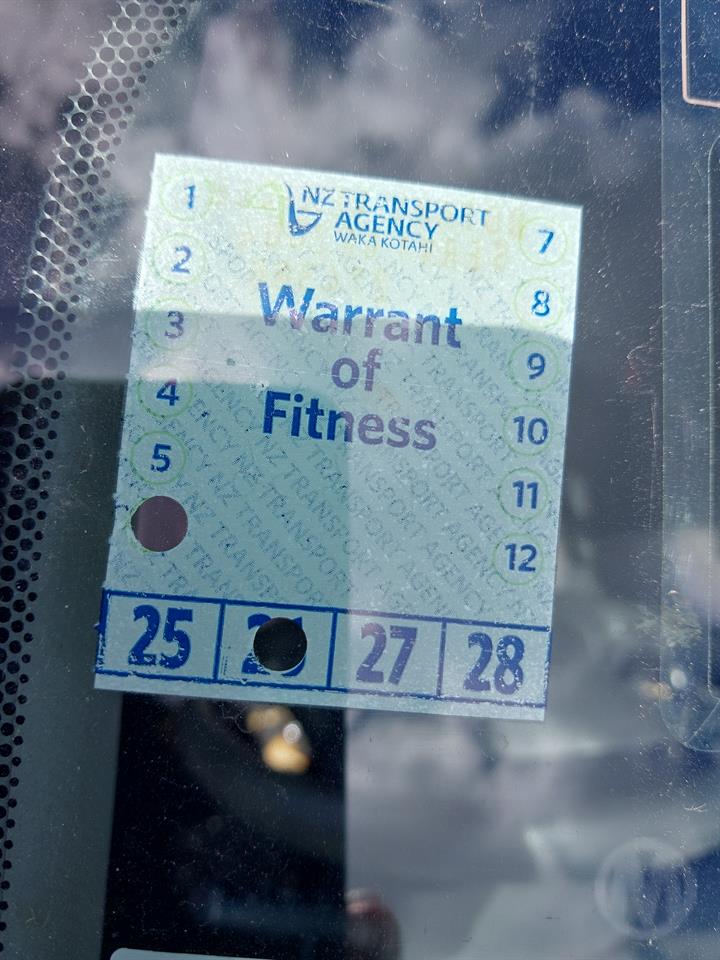 NZ TRANSPORT
AGENCY
WAKA KOTAHI
Warrant
of
Fitness
1
2
3
4
5
7
8
9
10
11
12
25 27 28